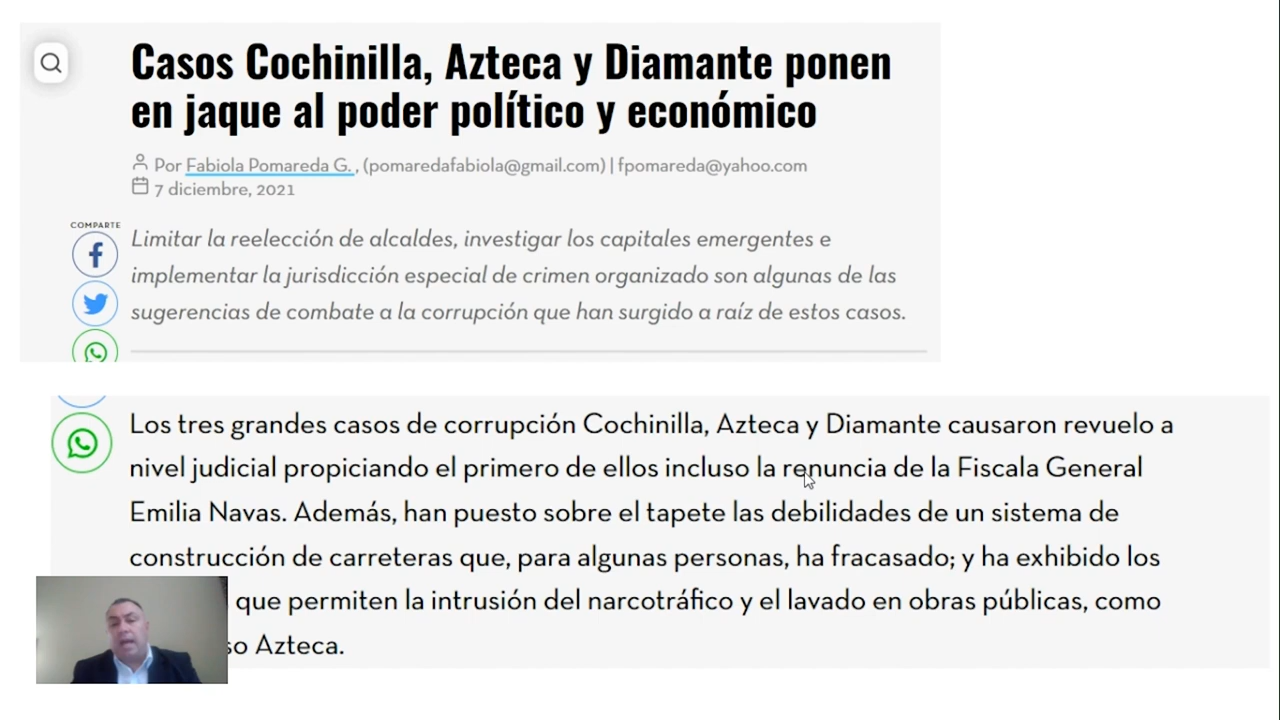 Casos Cochinilla, Azteca y Diamante ponen
en jaque al poder político y económico
Por Fabiola Pomareda G. , (pomaredafabiola@gmail.com) | fpomareda@yahoo.com
7 diciembre, 2021
COMPARTE
Limitar la reelección de alcaldes, investigar los capitales emergentes e
implementar la jurisdicción especial de crimen organizado son algunas de las
sugerencias de combate a la corrupción que han surgido a raíz de estos casos.
Los tres grandes casos de corrupción Cochinilla, Azteca y Diamante causaron revuelo a
nivel judicial propiciando el primero de ellos incluso la renuncia de la Fiscala General
Emilia Navas. Además, han puesto sobre el tapete las debilidades de un sistema de
construcción de carreteras que, para algunas personas, ha fracasado; y ha exhibido los
que permiten la intrusión del narcotráfico y el lavado en obras públicas, como
so Azteca.